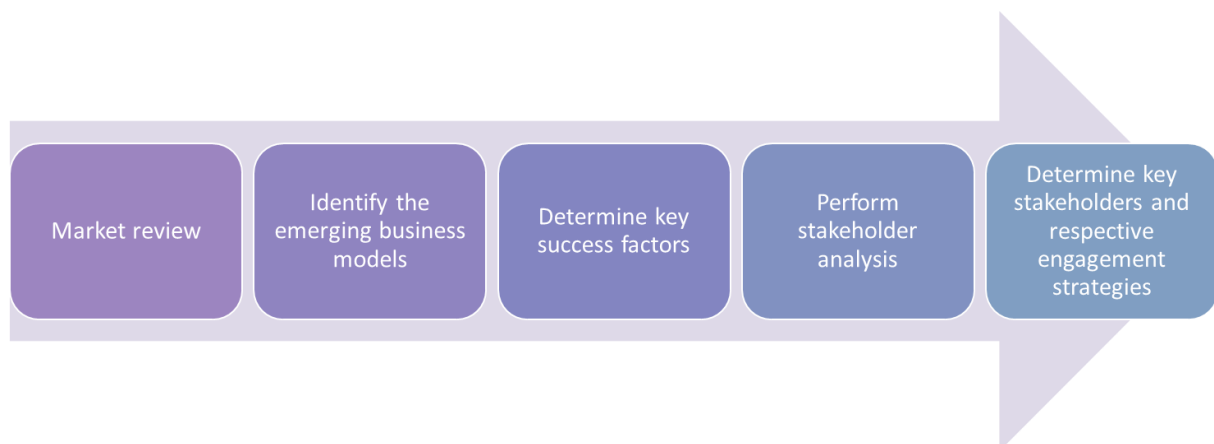 Market review
Identify the
emerging business
models
Determine key
success factors
Perform
stakeholder
analysis
Determine key
stakeholders and
respective
engagement
strategies